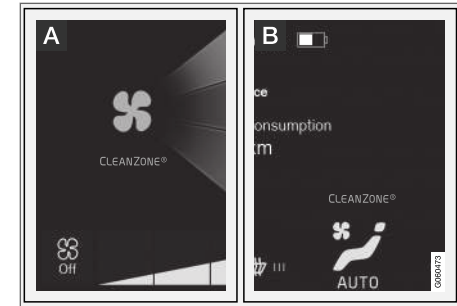 A
CLEANZONE®
Off
B
ce
onsumption
km
CLEANZONE®
AUTO
G060473